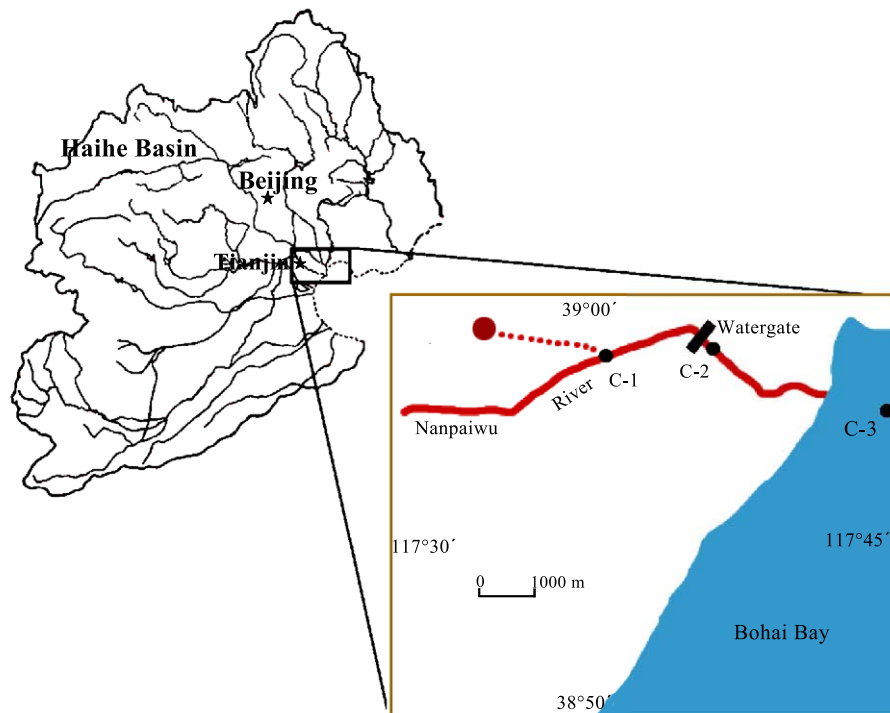 Haihe Basin
Beijing
Tianjin
39°00´
Watergate
C-1
C-2
River
Nanpaiwu
C-3
117°30´
117°45´
0 1000 m
Bohai Bay
38°50´